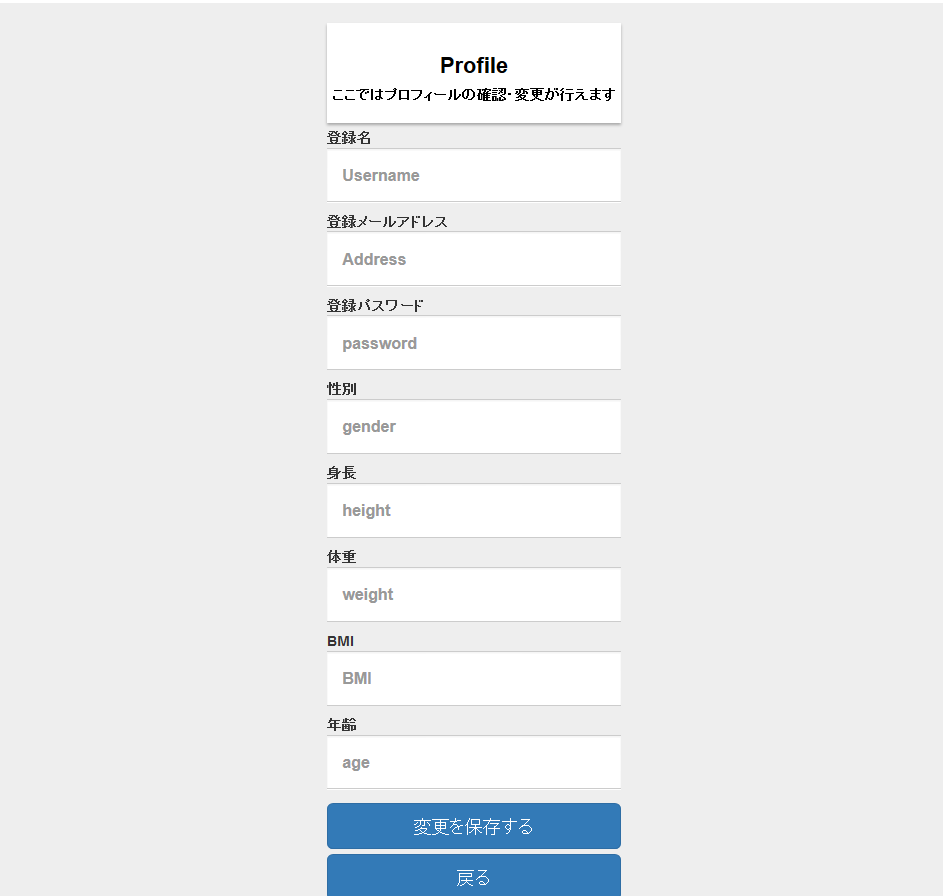 Profile
ここではプロフィールの確認・変更が行えます
登録名
Username
登録メールアドレス
Address
登録パスワード
password
性別
gender
身長
height
体重
weight
BMI
BMI
年齢
age
変更を保存する
戻る